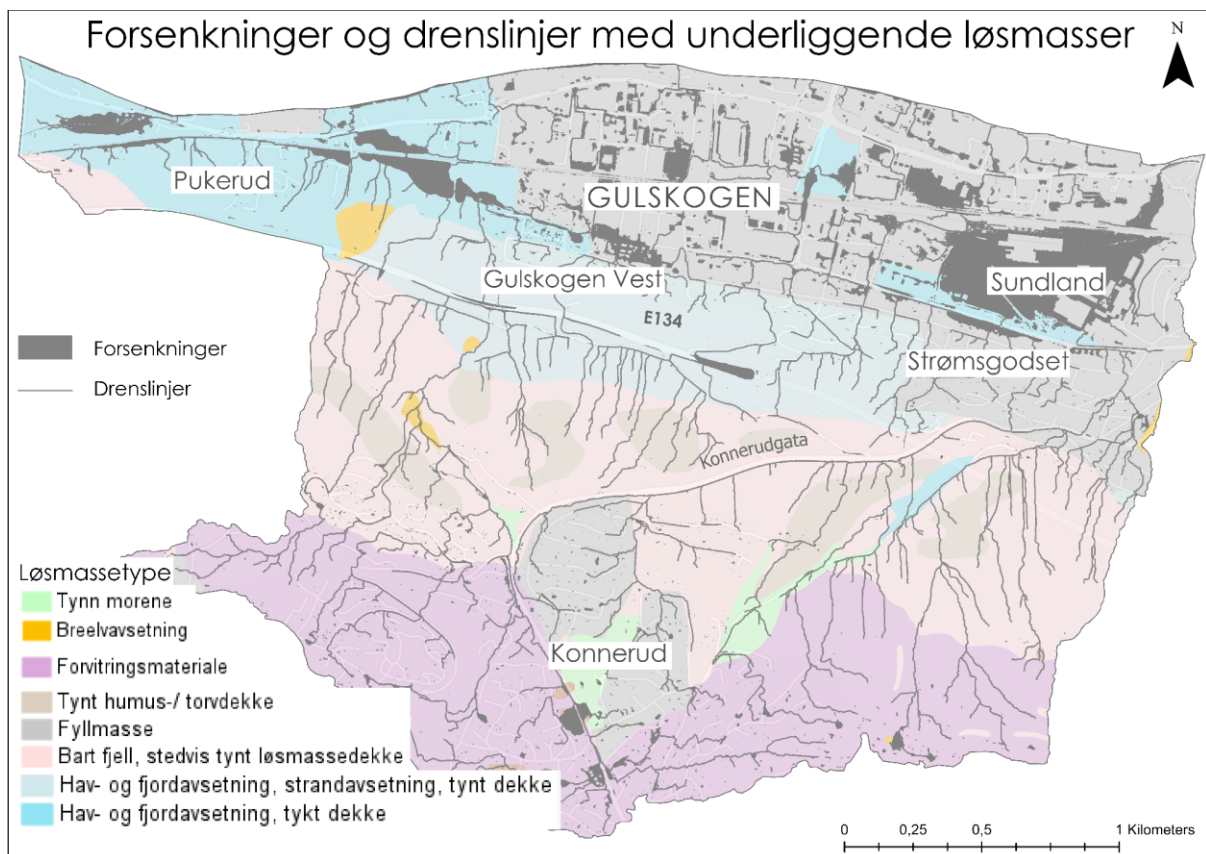 Forsenkninger og drenslinjer med underliggende løsmasser
N
Pukerud
GULSKOGEN
Gulskogen Vest
Sundland
E134
Strømsgodset
Forsenkninger
Drenslinjer
Konnerudgata
Konnerud
Løsmassetype
Tynn morene
Breelvavsetning
Forvitringsmateriale
Tynt humus-/ torvdekke
Fyllmasse
Bart fjell, stedvis tynt løsmassedekke
Hav- og fjordavsetning, strandavsetning, tynt dekke
Hav- og fjordavsetning, tykt dekke
0 0,25 0,5 1 Kilometers